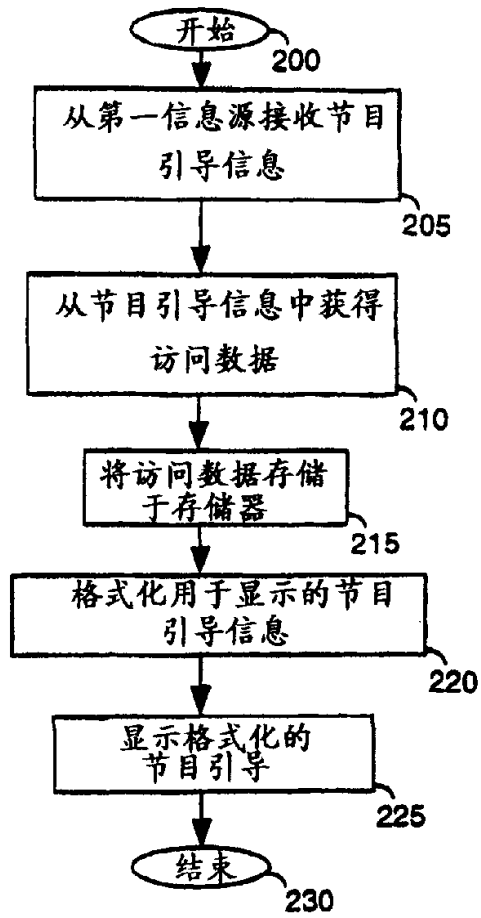 开始
200
从第一信息源接收节目
引导信息
205
从节目引导信息中获得
访问数据
210
将访问数据存储
于存储器
215
格式化用于显示的节目
引导信息
220
显示格式化的
节目引导
225
结束
230